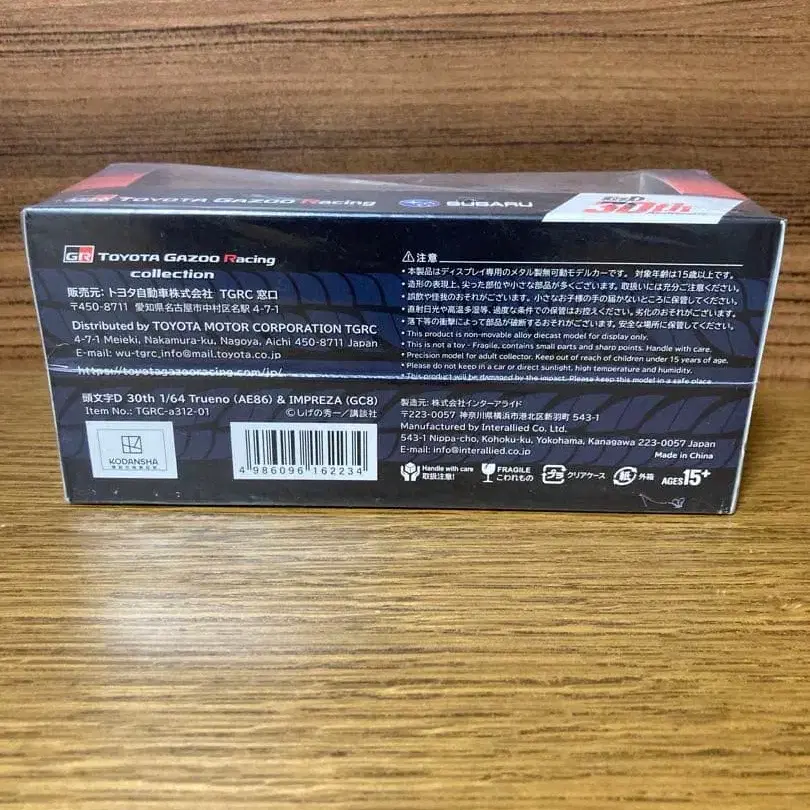 TOYOTA GAZOO Racing
SUBARU
30th
GR TOYOTA GAZOO Racing
collection
販売元：トヨタ自動車株式会社 TGRC 窓口
〒450-8711 愛知県名古屋市中村区名駅 4-7-1
Distributed by TOYOTA MOTOR CORPORATION TGRC
4-7-1 Meieki, Nakamura-ku, Nagoya, Aichi 450-8711 Japan
E-mail: wu-tgrc_info@mail.toyota.co.jp
https://toyotagazooracing.com/jp/
頭文字D 30th 1/64 Trueno (AE86) & IMPREZA (GC8)
Item No.: TGRC-a312-01
©しげの秀一／講談社
KODANSHA
4 986096 162234
⚠注意
・本製品はディスプレイ専用のメタル製無可動モデルカーです。 対象年齢は15歳以上です。
・造形の表現上、尖った部位や小さな部品が多くございます。取扱いには充分ご注意ください。
・誤飲や怪我のおそれがございます。小さなお子様の手の届かないところに保管してください。
・直射日光や高温多湿等、過度な条件での保管はお控えください。劣化のおそれがございます。
・落下等の衝撃によって部品が破断するおそれがございます。安全な場所に保管してください。
・This product is non-movable alloy diecast model for display only.
・This is not a toy - Fragile, contains small parts and sharp points. Handle with care.
・Precision model for adult collector. Keep out of reach of children under 15 years of age.
・Please do not keep in a car or direct sunlight, high temperature and humidity.
・This product will be damaged by the impact. Please keep this model in a safe place
製造元：株式会社インターアライド
〒223-0057 神奈川県横浜市港北区新羽町 543-1
Manufactured by Interallied Co. Ltd.
543-1 Nippa-cho, Kohoku-ku, Yokohama, Kanagawa 223-0057 Japan
E-mail: info@interallied.co.jp
Made in China
Handle with care
取扱注意!
FRAGILE
こわれもの
プラ クリアケース
紙 外箱
AGES15+